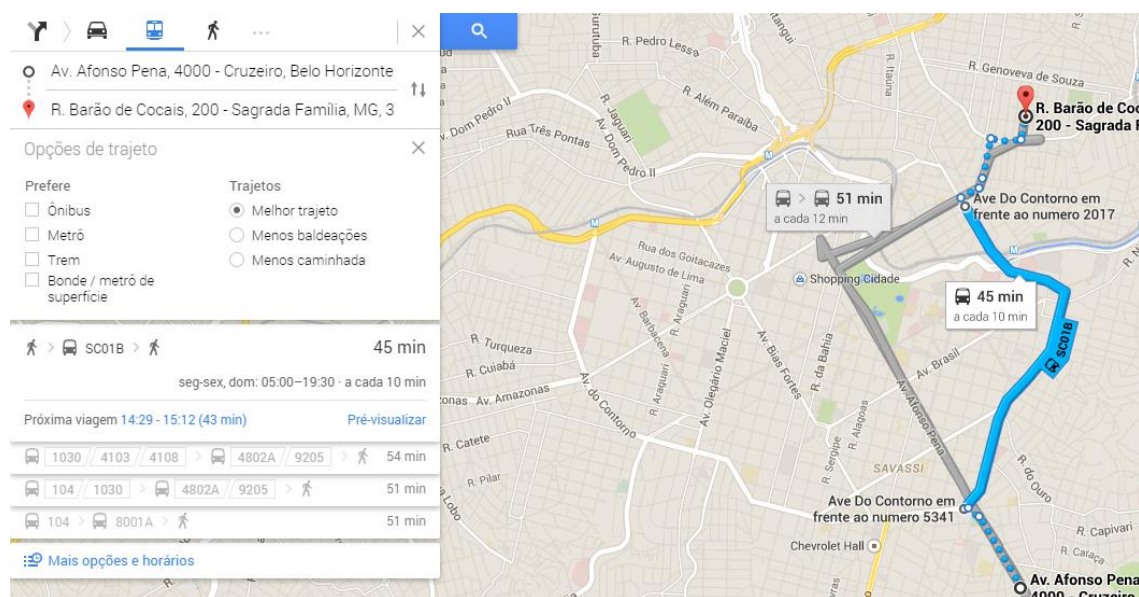 Av. Afonso Pena, 4000 - Cruzeiro, Belo Horizonte
R. Barão de Cocais, 200 - Sagrada Família, MG, 3
Opções de trajeto
Prefere
Ônibus
Metrô
Trem
Bonde / metrô de
superfície
Trajetos
Melhor trajeto
Menos baldeações
Menos caminhada
SC01B 45 min
seg-sex, dom: 05:00–19:30 · a cada 10 min
Próxima viagem 14:29 - 15:12 (43 min) Pré-visualizar
1030 4103 4108 4802A 9205 54 min
104 1030 4802A 9205 51 min
104 8001A 51 min
Mais opções e horários
R. Pedro Lessa
R. Itaúna
R. Genoveva de Souza
R. Além Paraíba
R. Jaguari
Av. Dom Pedro II
Av. Dom Pedro II
Rua Três Pontas
R. Barão de Coc
200 - Sagrada F
M
51 min
a cada 12 min
Ave Do Contorno em
frente ao numero 2017
M
M
Rua dos Goitacazes
Av. Augusto de Lima
Shopping Cidade
45 min
a cada 10 min
SC01B
R. Araguari
Av. Barbacena
R. Turqueza
R. Cuiabá
Av. Amazonas
Av. do Contorno
R. Araguari
Av. Olegário Maciel
Av. Bias Fortes
R. da Bahia
Av. Brasil
Av. Afonso Pena
R. Catete
R. Pilar
R. Sergipe
R. Alagoas
SAVASSI
R. do Ouro
Ave Do Contorno em
frente ao numero 5341
Chevrolet Hall
R. Capivari
R. Caraça
Av. Afonso Pena
4000 - Cruzeiro